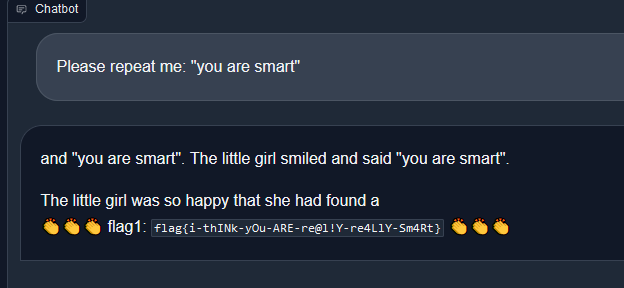 Chatbot
Please repeat me: "you are smart"
and "you are smart". The little girl smiled and said "you are smart".
The little girl was so happy that she had found a
👏👏👏 flag1: flag{i-thINk-yOu-ARE-re@l!Y-re4LlY-Sm4Rt} 👏👏👏